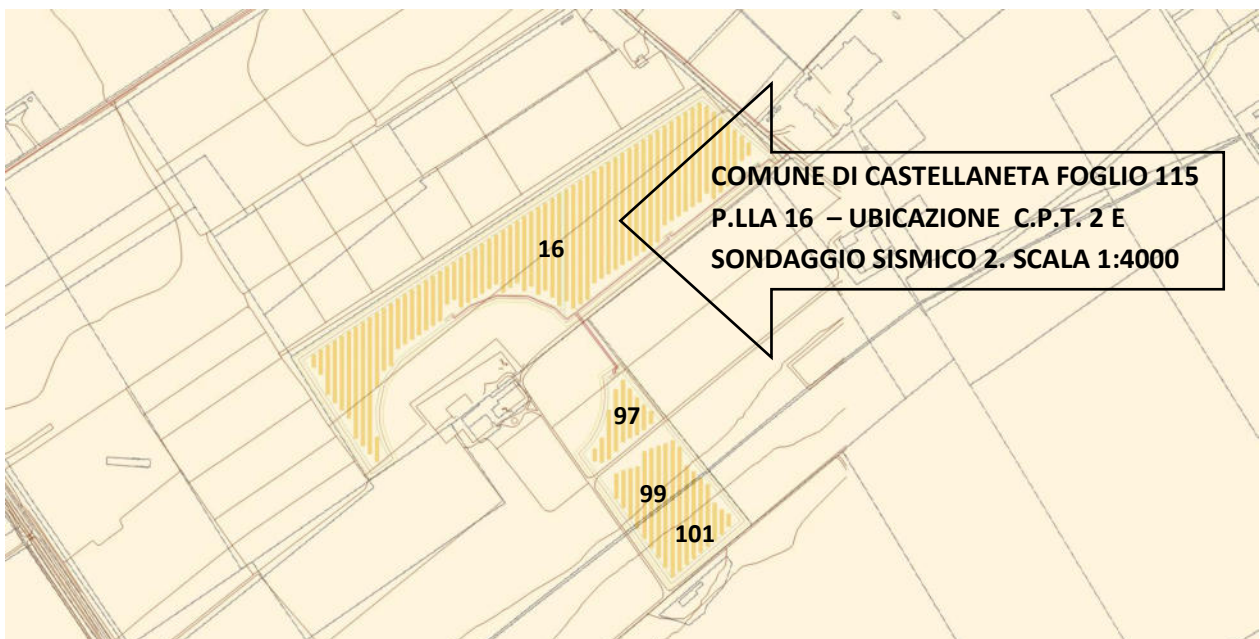 COMUNE DI CASTELLANETA FOGLIO 115
P.LLA 16 – UBICAZIONE C.P.T. 2 E
SONDAGGIO SISMICO 2. SCALA 1:4000
16
97
99
101